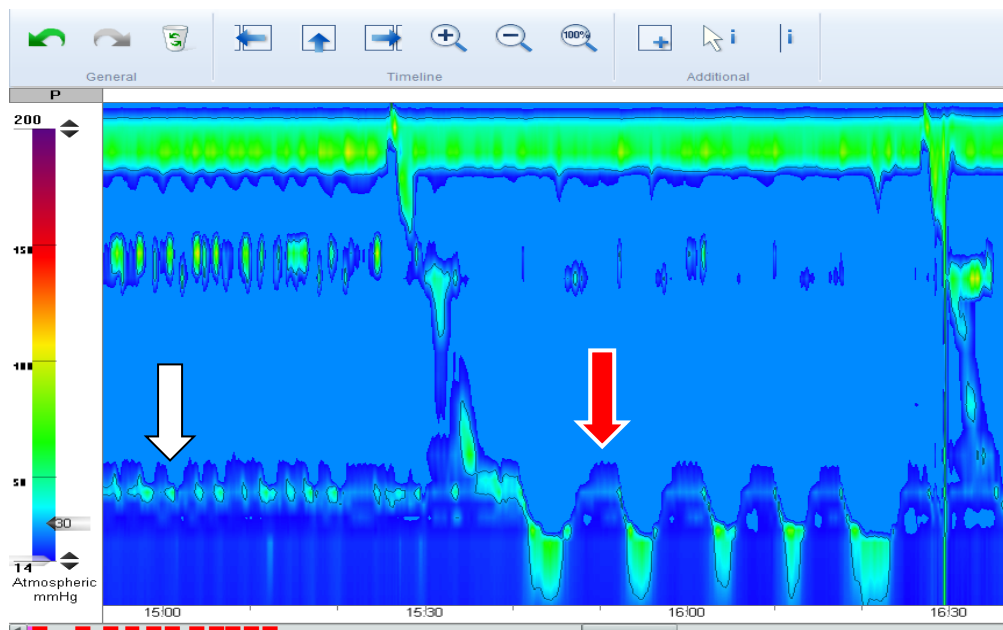 100%
i
i
General
Timeline
Additional
P
200
150
100
50
30
14
Atmospheric
mmHg
15:00
15:30
16:00
16:30